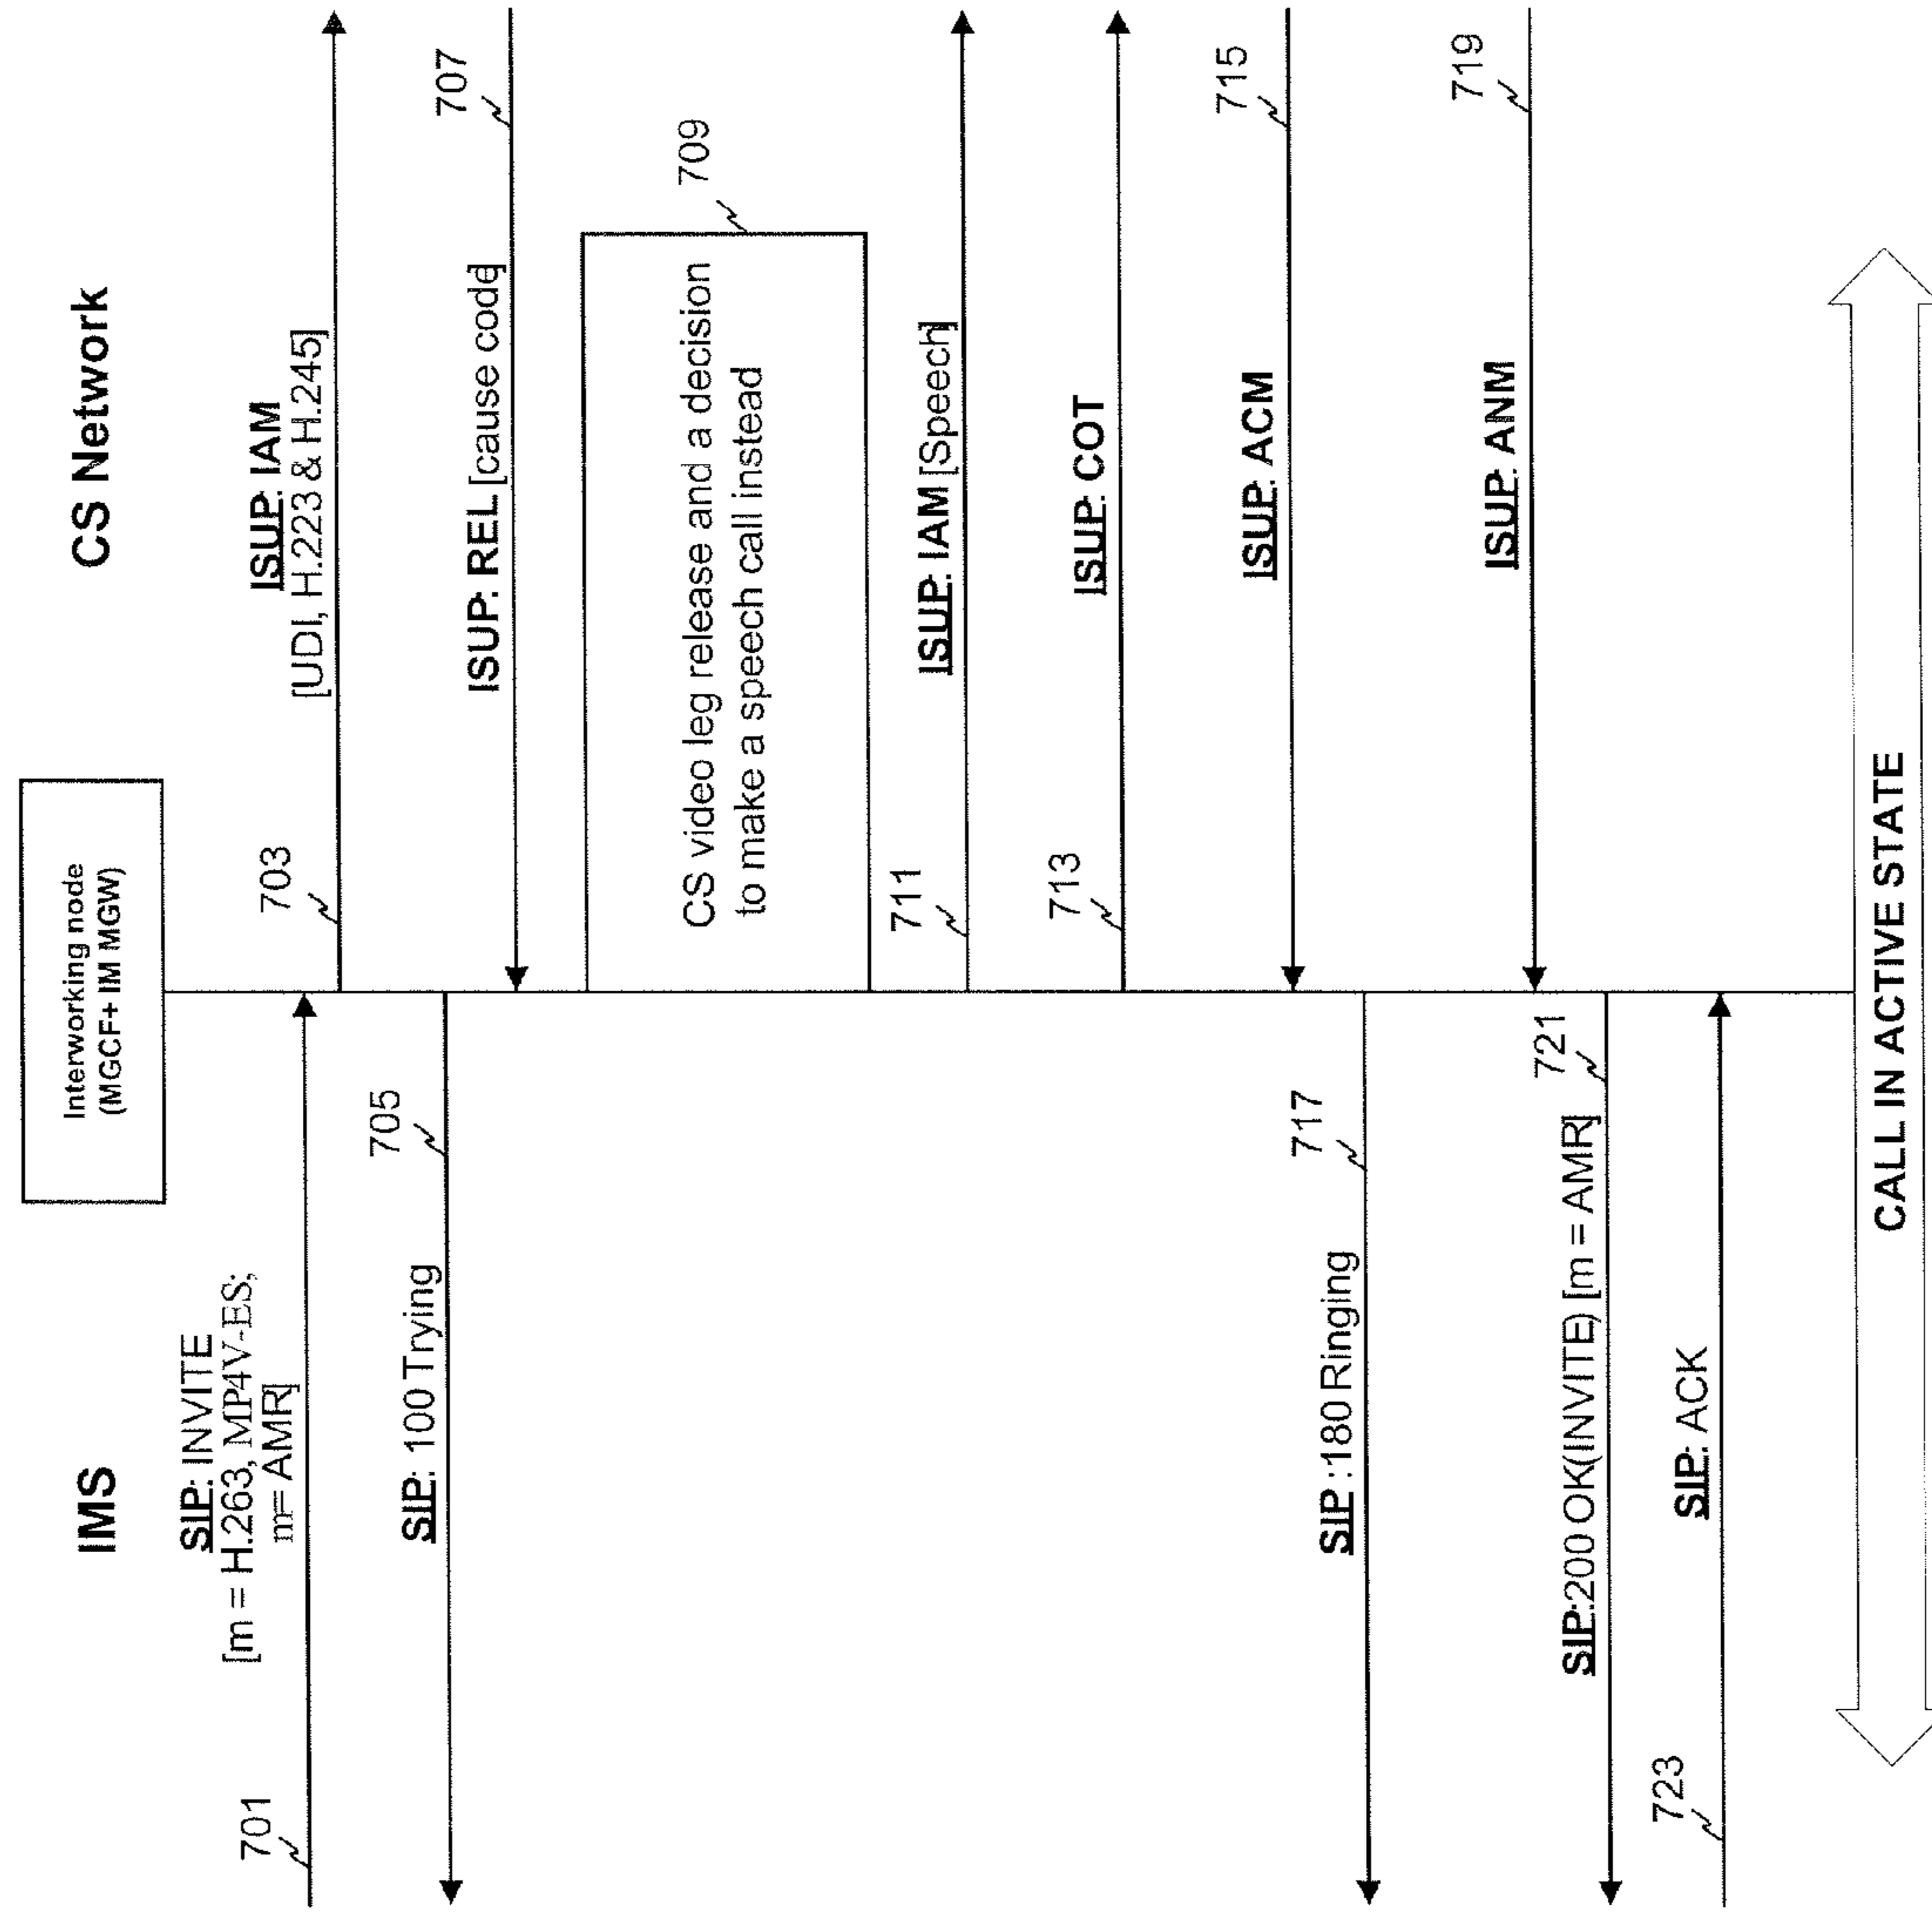 IMS
CS Network
Interworking node
(MGCF+ IM MGW)
701
SIP: INVITE
[m = H.263, MP4V-ES;
m= AMR]
703
ISUP: IAM
[UDI, H.223 & H.245]
705
SIP: 100 Trying
707
ISUP: REL [cause code]
709
CS video leg release and a decision
to make a speech call instead
711
ISUP: IAM [Speech]
713
ISUP: COT
715
ISUP: ACM
717
SIP :180 Ringing
719
ISUP: ANM
721
SIP:200 OK(INVITE) [m = AMR]
723
SIP: ACK
CALL IN ACTIVE STATE